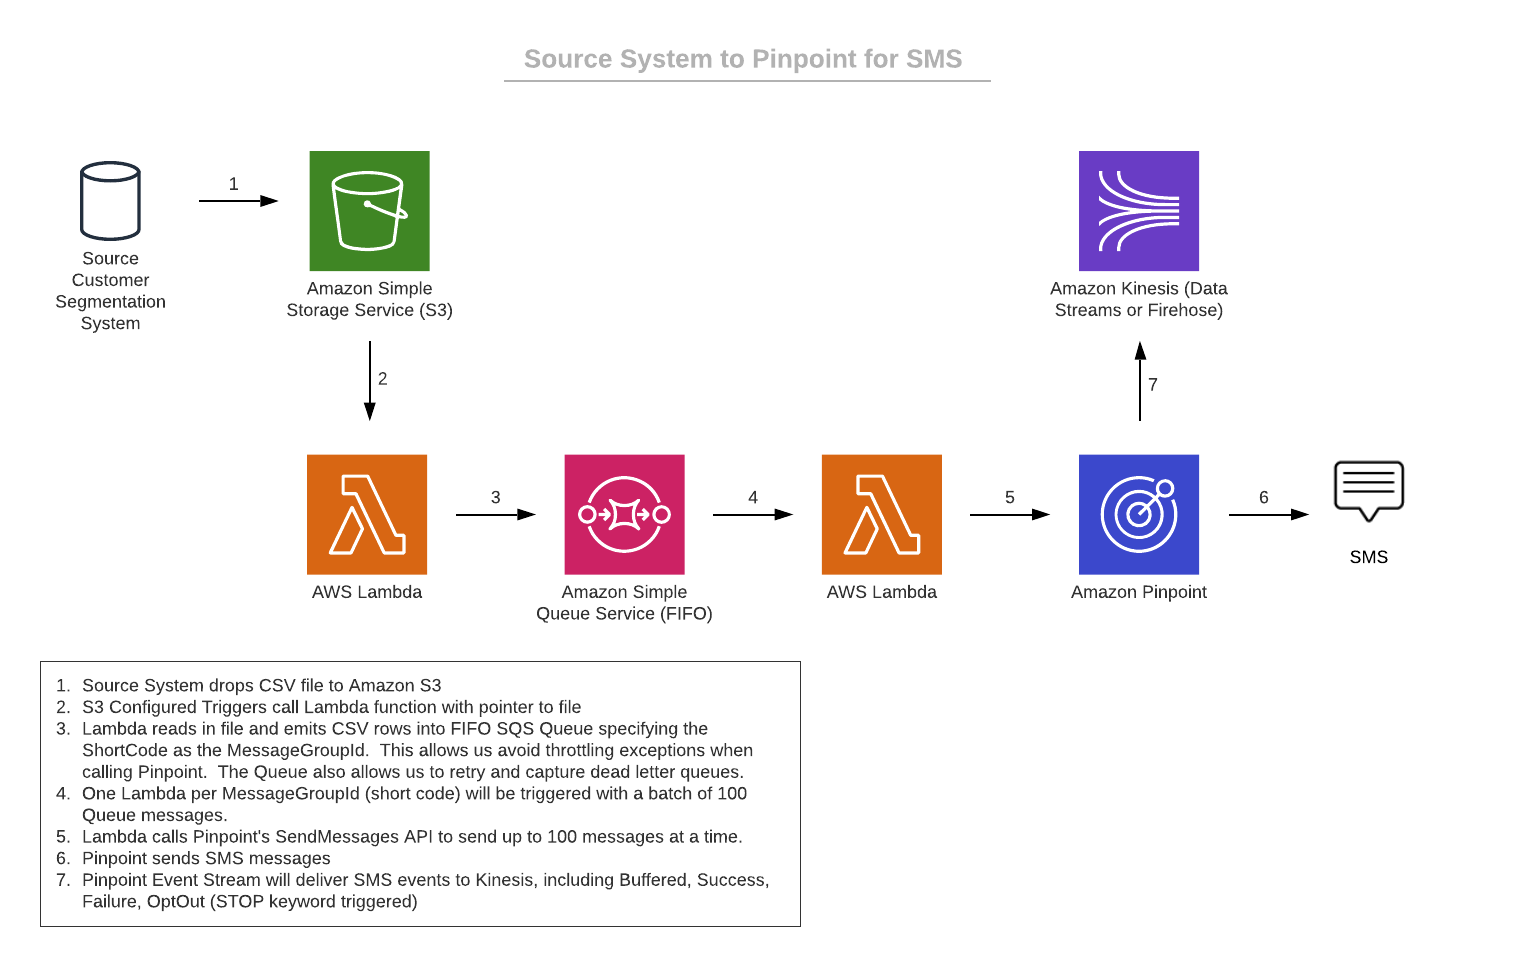 Source System to Pinpoint for SMS
1
Source
Customer
Segmentation
System
Amazon Simple
Storage Service (S3)
Amazon Kinesis (Data
Streams or Firehose)
2
7
3
4
5
6
SMS
AWS Lambda
Amazon Simple
Queue Service (FIFO)
AWS Lambda
Amazon Pinpoint
1. Source System drops CSV file to Amazon S3
2. S3 Configured Triggers call Lambda function with pointer to file
3. Lambda reads in file and emits CSV rows into FIFO SQS Queue specifying the
ShortCode as the MessageGroupId.  This allows us avoid throttling exceptions when
calling Pinpoint.  The Queue also allows us to retry and capture dead letter queues.
4. One Lambda per MessageGroupId (short code) will be triggered with a batch of 100
Queue messages.
5. Lambda calls Pinpoint's SendMessages API to send up to 100 messages at a time.
6. Pinpoint sends SMS messages
7. Pinpoint Event Stream will deliver SMS events to Kinesis, including Buffered, Success,
Failure, OptOut (STOP keyword triggered)